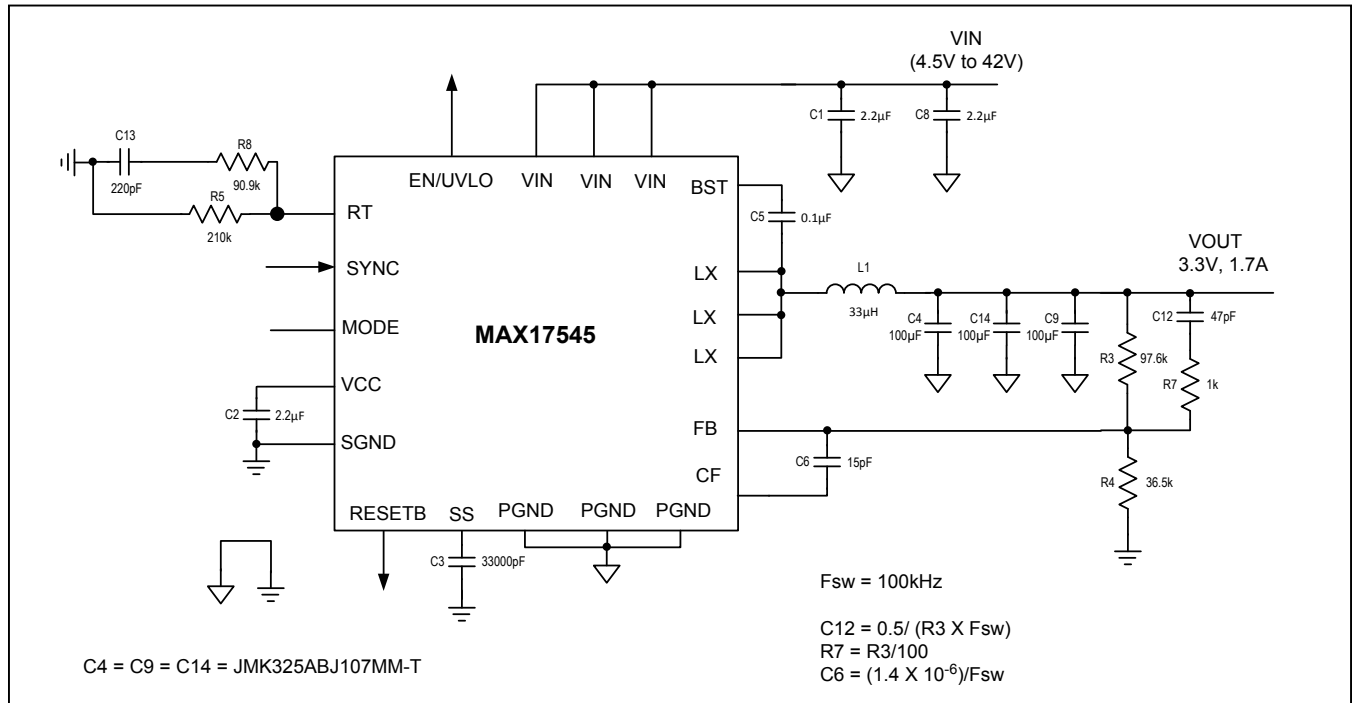 VIN
(4.5V to 42V)
C1
2.2µF
C8
2.2µF
C13
220pF
R8
90.9k
R5
210k
EN/UVLO
VIN
VIN
VIN
BST
RT
C5
0.1µF
SYNC
LX
VOUT
3.3V, 1.7A
L1
33µH
MODE
MAX17545
LX
LX
C4
100µF
C14
100µF
C9
100µF
C12
47pF
R3
97.6k
R7
1k
VCC
C2
2.2µF
SGND
FB
C6
15pF
CF
R4
36.5k
RESETB
SS
PGND
PGND
PGND
C3
33000pF
Fsw = 100kHz
C12 = 0.5/ (R3 X Fsw)
R7 = R3/100
C6 = (1.4 X 10⁻⁶)/Fsw
C4 = C9 = C14 = JMK325ABJ107MM-T